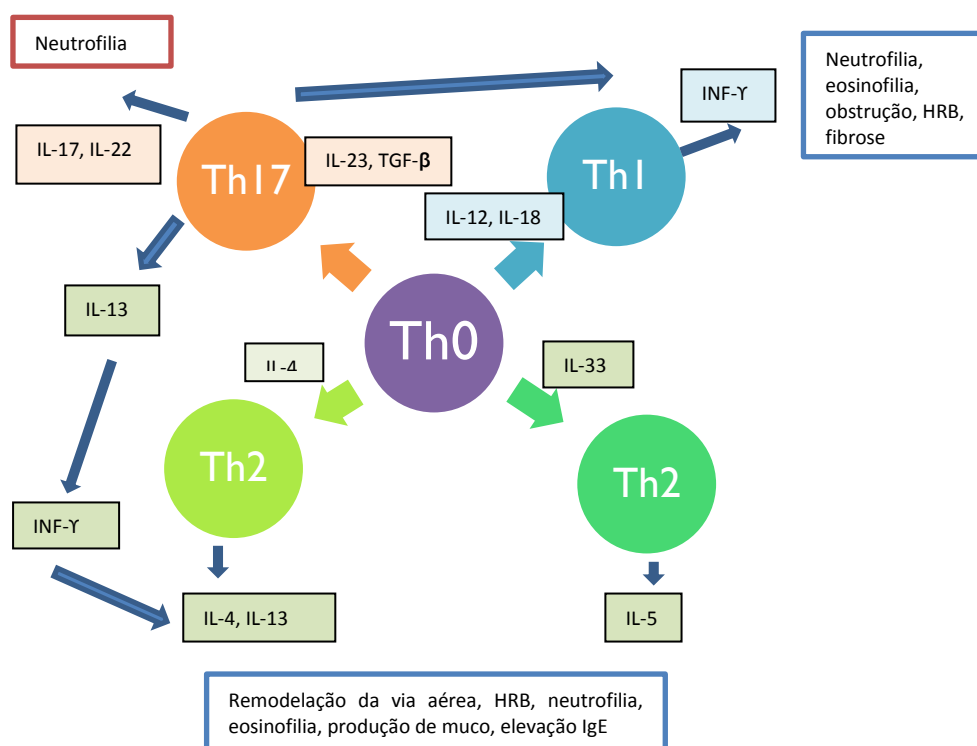 Neutrofilia
Neutrofilia,
eosinofilia,
obstrução, HRB,
fibrose
INF-ϒ
IL-17, IL-22
Th17
IL-23, TGF-β
Th1
IL-12, IL-18
IL-13
Th0
IL-4
IL-33
Th2
Th2
INF-ϒ
IL-4, IL-13
IL-5
Remodelação da via aérea, HRB, neutrofilia,
eosinofilia, produção de muco, elevação IgE